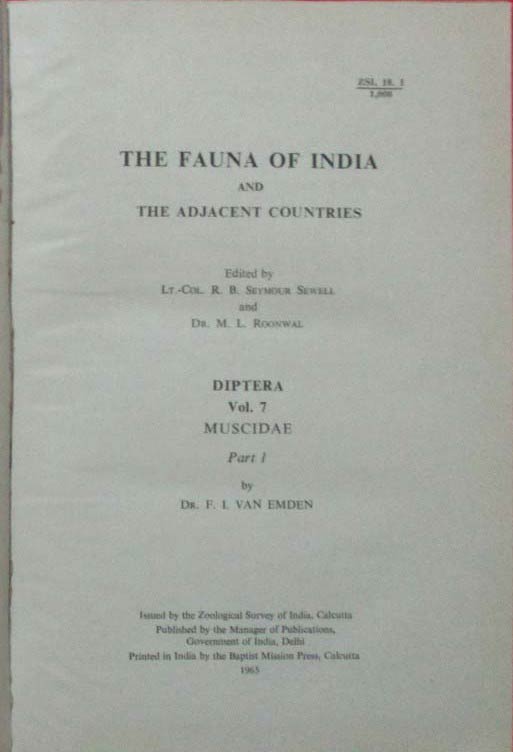 ZSI. 18. 1
1,000
THE FAUNA OF INDIA
AND
THE ADJACENT COUNTRIES
Edited by
LT.-COL. R. B. SEYMOUR SEWELL
and
DR. M. L. ROONWAL
DIPTERA
Vol. 7
MUSCIDAE
Part 1
by
DR. F. I. VAN EMDEN
Issued by the Zoological Survey of India, Calcutta
Published by the Manager of Publications,
Government of India, Delhi
Printed in India by the Baptist Mission Press, Calcutta
1965